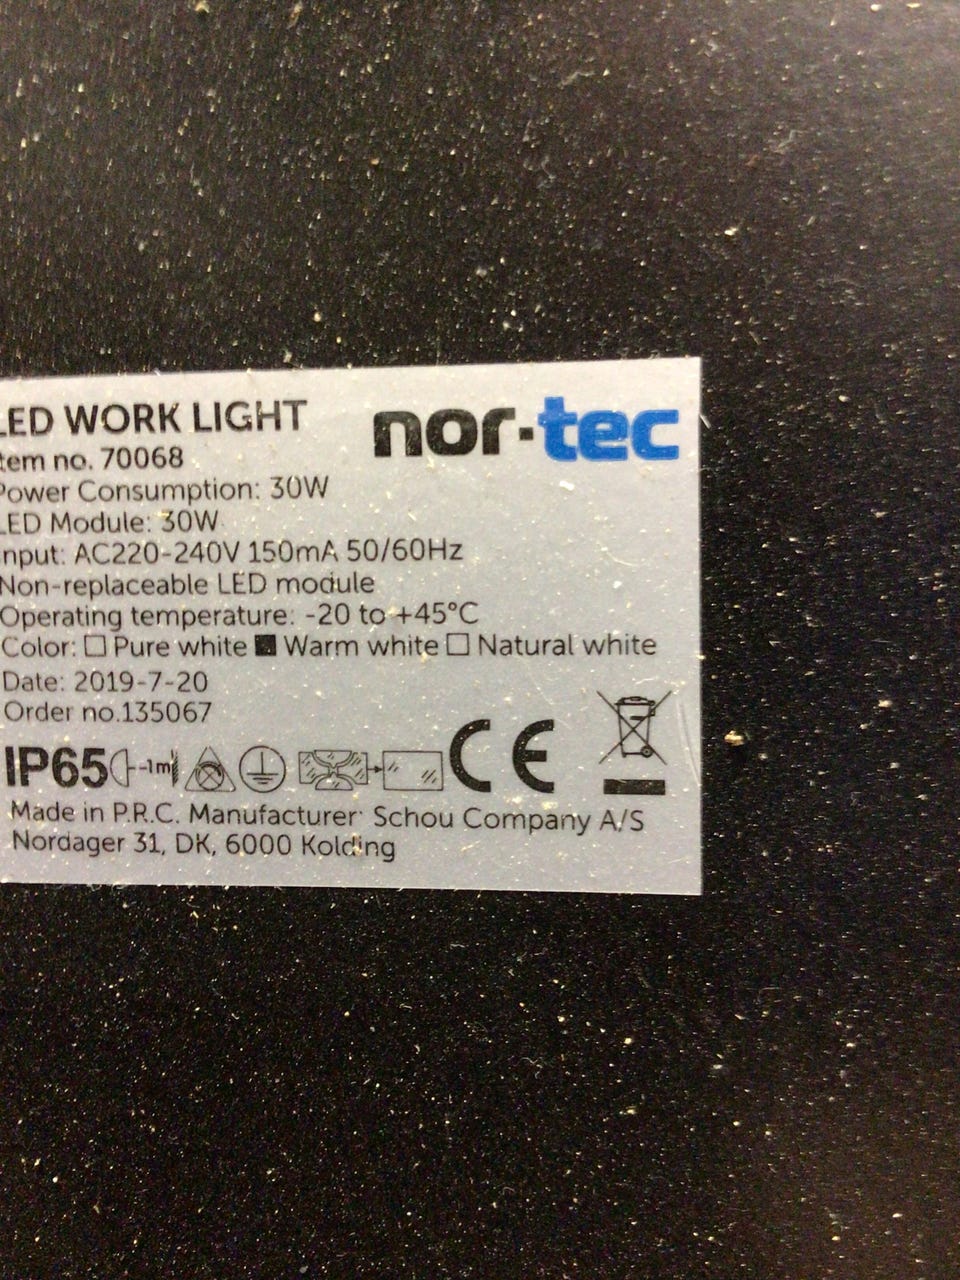 LED WORK LIGHT
nor-tec
Item no. 70068
Power Consumption: 30W
LED Module: 30W
Input: AC220-240V 150mA 50/60Hz
Non-replaceable LED module
Operating temperature: -20 to +45°C
Color: ☐ Pure white ■ Warm white ☐ Natural white
Date: 2019-7-20
Order no.135067
IP65 -1m CE
Made in P.R.C. Manufacturer: Schou Company A/S
Nordager 31, DK, 6000 Kolding